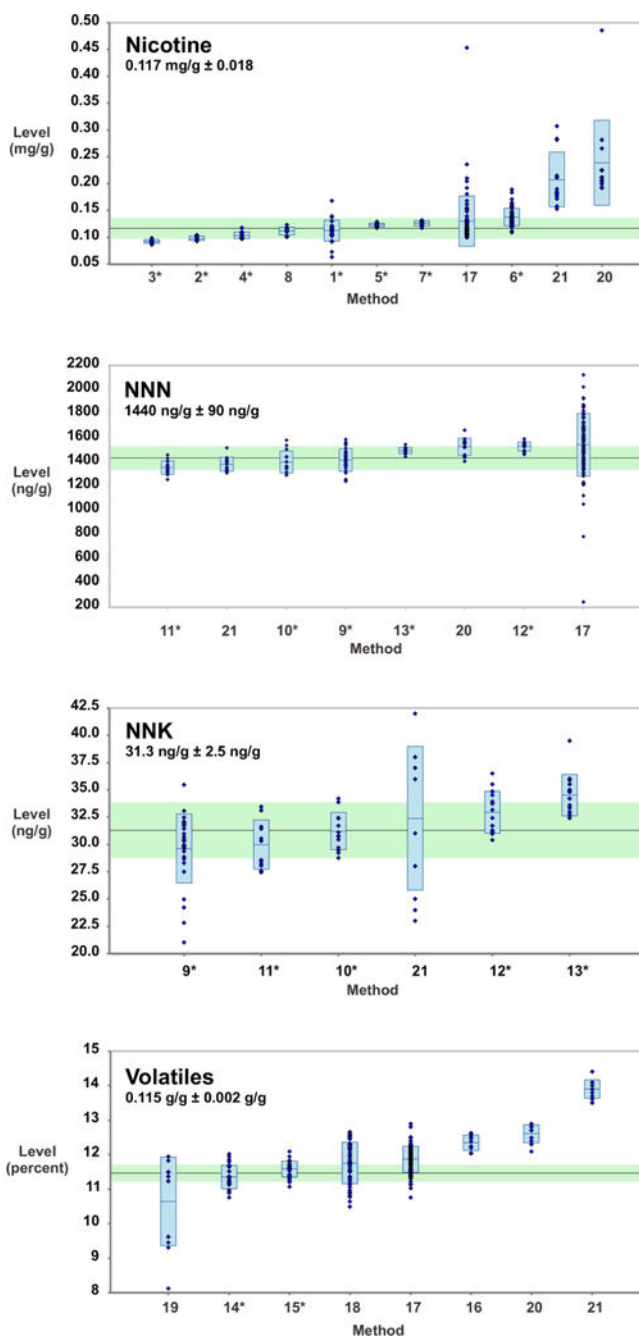 Nicotine
0.117 mg/g ± 0.018
Level
(mg/g)
0.50
0.45
0.40
0.35
0.30
0.25
0.20
0.15
0.10
0.05
3* 2* 4* 8 1* 5* 7* 17 6* 21 20
Method
NNN
1440 ng/g ± 90 ng/g
Level
(ng/g)
2200
2000
1800
1600
1400
1200
1000
800
600
400
200
11* 21 10* 9* 13* 20 12* 17
Method
NNK
31.3 ng/g ± 2.5 ng/g
Level
(ng/g)
42.5
40.0
37.5
35.0
32.5
30.0
27.5
25.0
22.5
20.0
9* 11* 10* 21 12* 13*
Method
Volatiles
0.115 g/g ± 0.002 g/g
Level
(percent)
15
14
13
12
11
10
9
8
19 14* 15* 18 17 16 20 21
Method